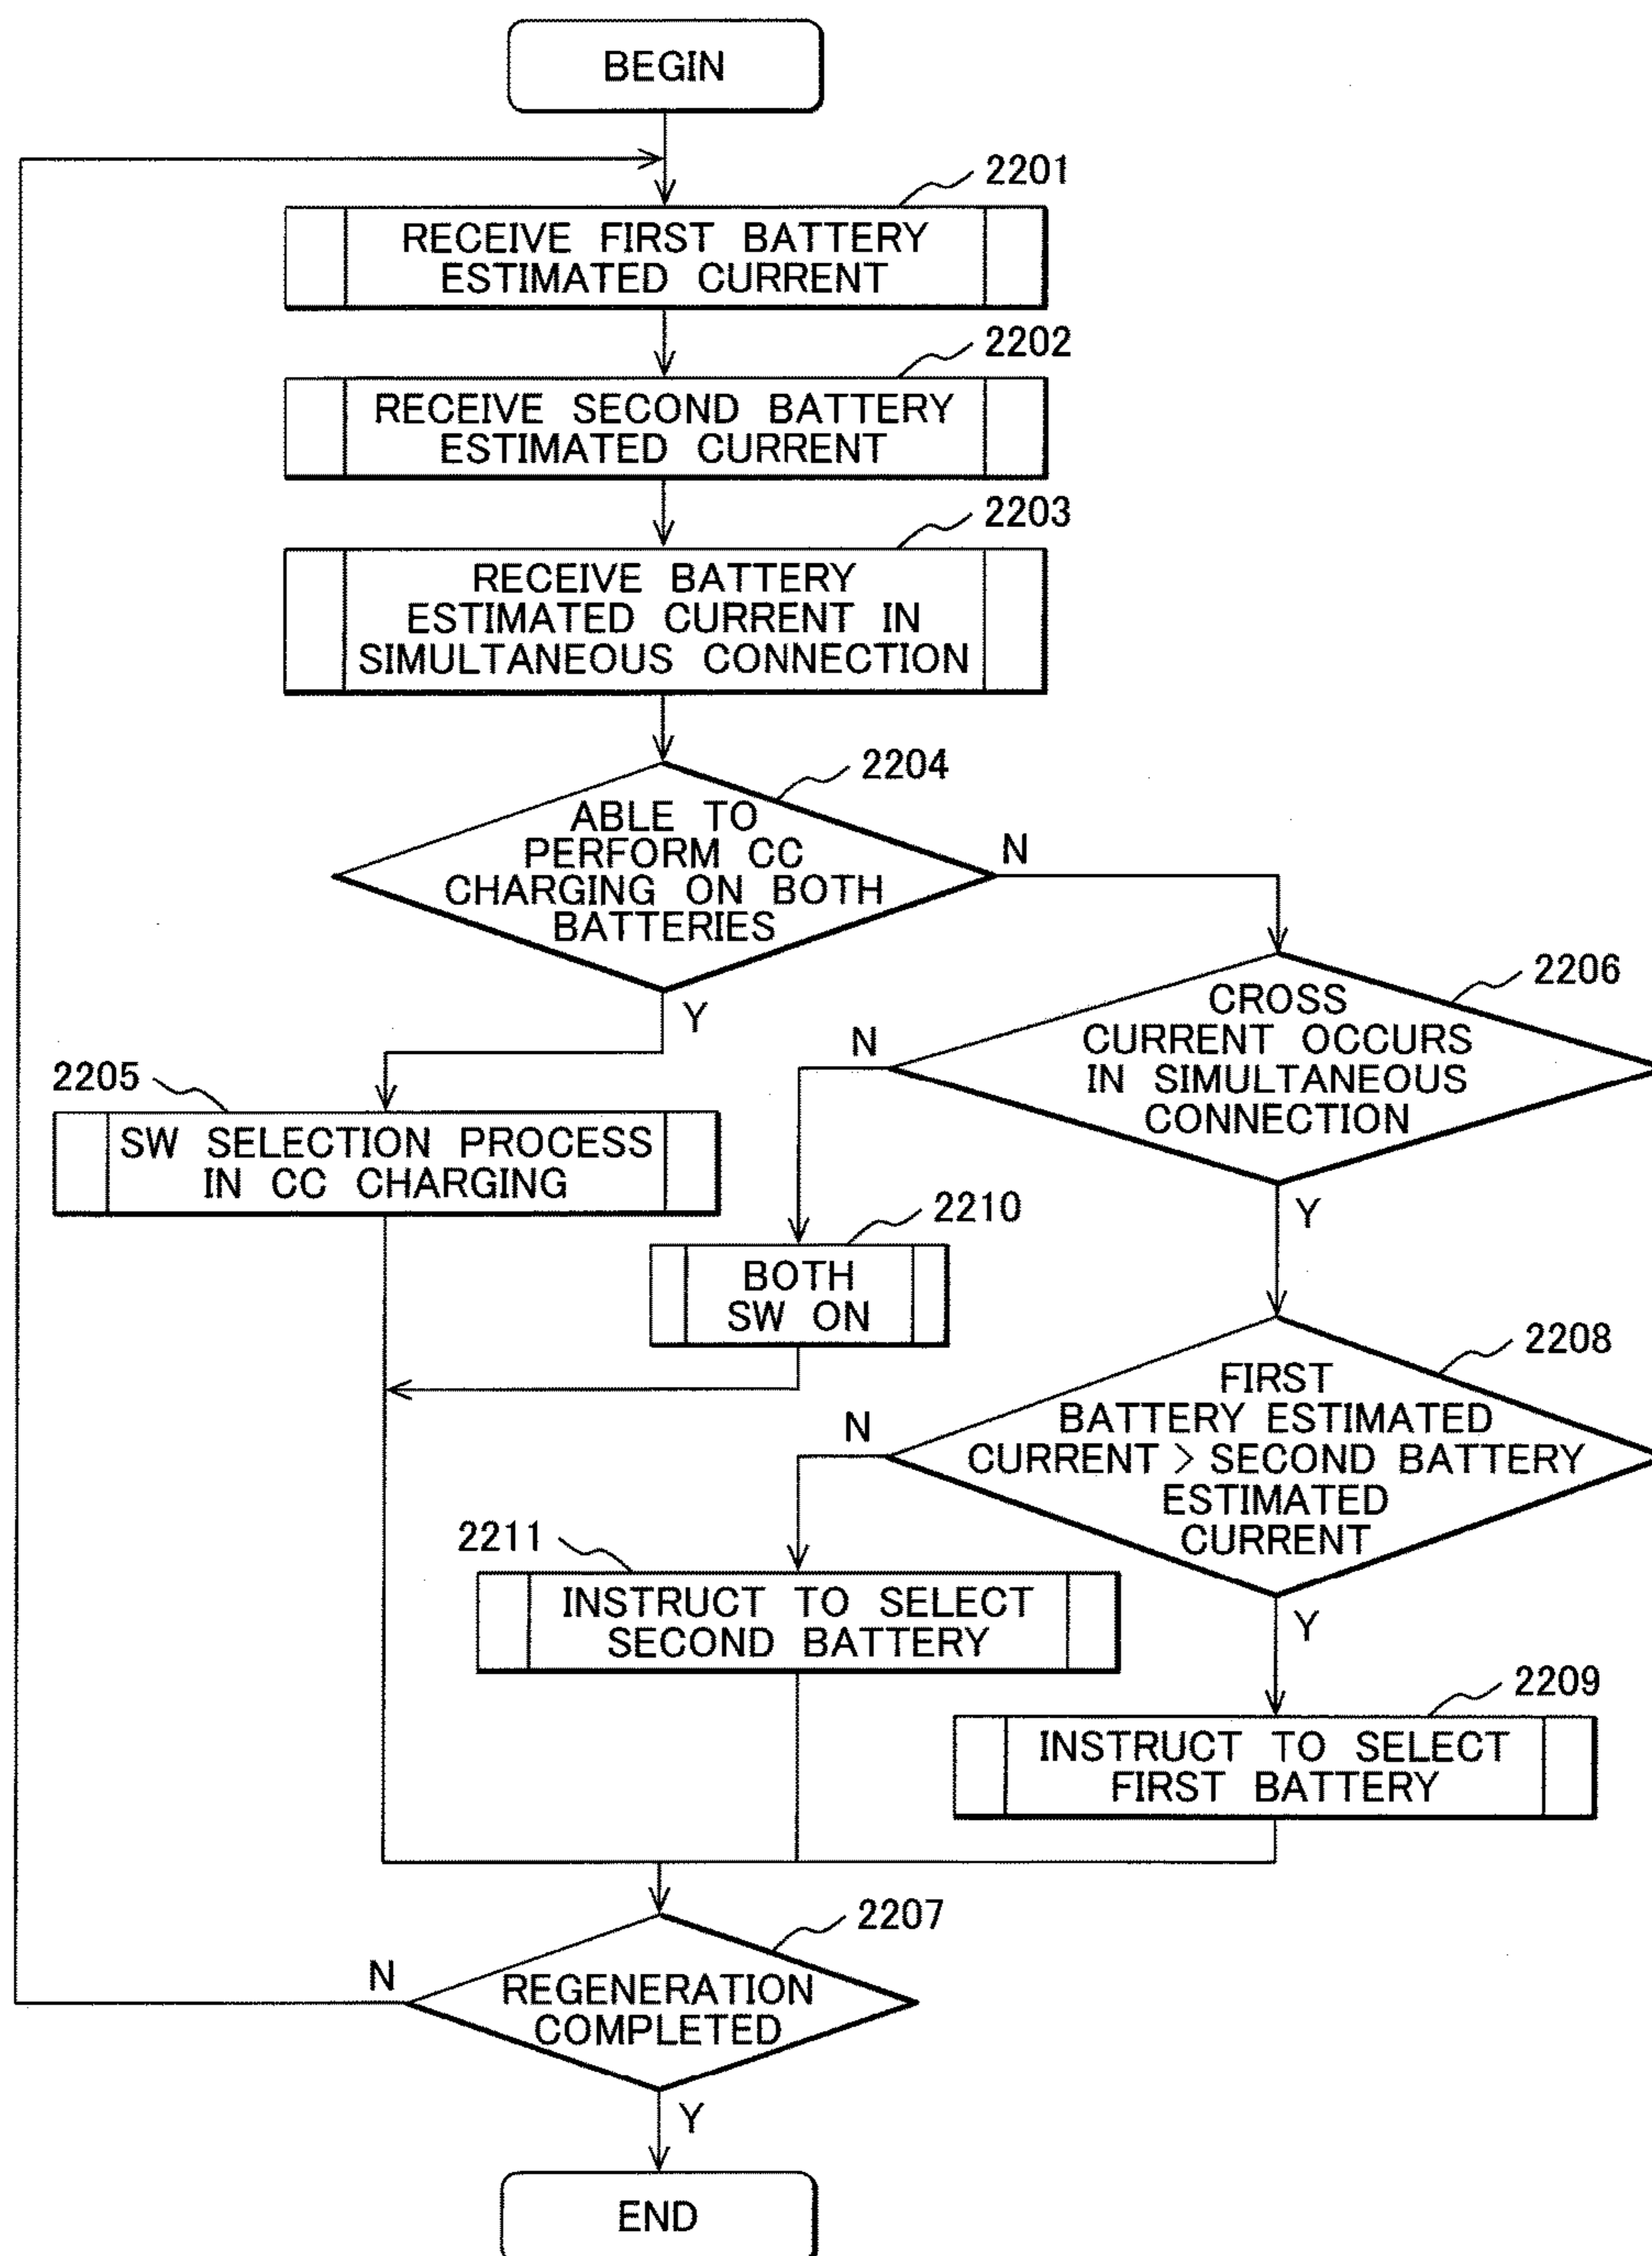 BEGIN
2201
RECEIVE FIRST BATTERY
ESTIMATED CURRENT
2202
RECEIVE SECOND BATTERY
ESTIMATED CURRENT
2203
RECEIVE BATTERY
ESTIMATED CURRENT IN
SIMULTANEOUS CONNECTION
2204
ABLE TO
PERFORM CC
CHARGING ON BOTH
BATTERIES
N
Y
2206
CROSS
CURRENT OCCURS
IN SIMULTANEOUS
CONNECTION
N
Y
2205
SW SELECTION PROCESS
IN CC CHARGING
2210
BOTH
SW ON
2208
FIRST
BATTERY ESTIMATED
CURRENT > SECOND BATTERY
ESTIMATED
CURRENT
N
Y
2211
INSTRUCT TO SELECT
SECOND BATTERY
2209
INSTRUCT TO SELECT
FIRST BATTERY
2207
REGENERATION
COMPLETED
N
Y
END